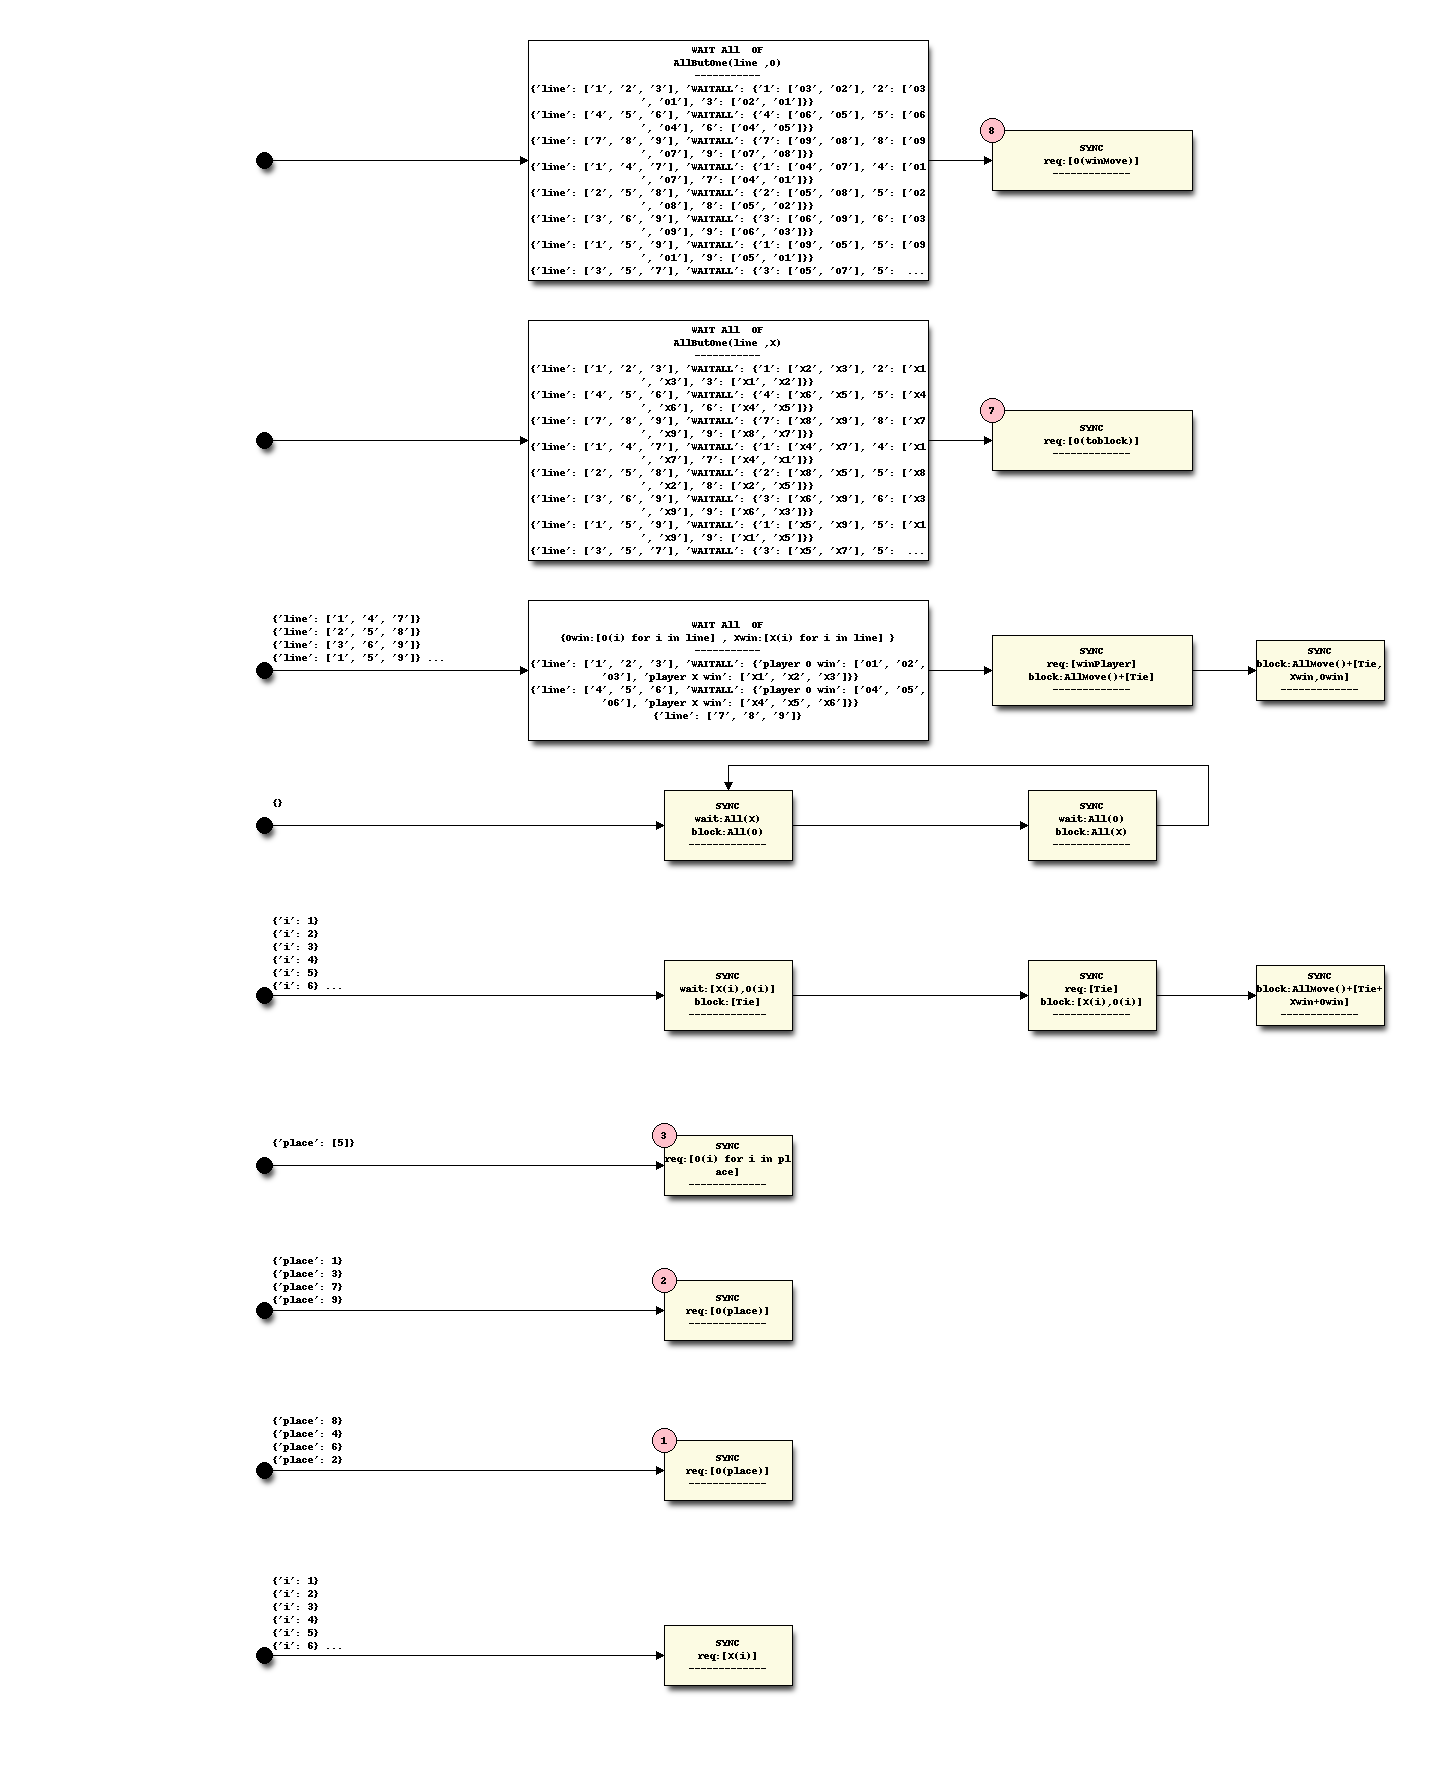 WAIT All  OF
AllButOne(line ,O)
-----------
{'line': ['1', '2', '3'], 'WAITALL': {'1': ['O3', 'O2'], '2': ['O3
', 'O1'], '3': ['O2', 'O1']}}
{'line': ['4', '5', '6'], 'WAITALL': {'4': ['O6', 'O5'], '5': ['O6
', 'O4'], '6': ['O4', 'O5']}}
{'line': ['7', '8', '9'], 'WAITALL': {'7': ['O9', 'O8'], '8': ['O9
', 'O7'], '9': ['O7', 'O8']}}
{'line': ['1', '4', '7'], 'WAITALL': {'1': ['O4', 'O7'], '4': ['O1
', 'O7'], '7': ['O4', 'O1']}}
{'line': ['2', '5', '8'], 'WAITALL': {'2': ['O5', 'O8'], '5': ['O2
', 'O8'], '8': ['O5', 'O2']}}
{'line': ['3', '6', '9'], 'WAITALL': {'3': ['O6', 'O9'], '6': ['O3
', 'O9'], '9': ['O6', 'O3']}}
{'line': ['1', '5', '9'], 'WAITALL': {'1': ['O9', 'O5'], '5': ['O9
', 'O1'], '9': ['O5', 'O1']}}
{'line': ['3', '5', '7'], 'WAITALL': {'3': ['O5', 'O7'], '5':  ...
8
SYNC
req:[O(winMove)]
-------------
WAIT All  OF
AllButOne(line ,X)
-----------
{'line': ['1', '2', '3'], 'WAITALL': {'1': ['X2', 'X3'], '2': ['X1
', 'X3'], '3': ['X1', 'X2']}}
{'line': ['4', '5', '6'], 'WAITALL': {'4': ['X6', 'X5'], '5': ['X4
', 'X6'], '6': ['X4', 'X5']}}
{'line': ['7', '8', '9'], 'WAITALL': {'7': ['X8', 'X9'], '8': ['X7
', 'X9'], '9': ['X8', 'X7']}}
{'line': ['1', '4', '7'], 'WAITALL': {'1': ['X4', 'X7'], '4': ['X1
', 'X7'], '7': ['X4', 'X1']}}
{'line': ['2', '5', '8'], 'WAITALL': {'2': ['X8', 'X5'], '5': ['X8
', 'X2'], '8': ['X2', 'X5']}}
{'line': ['3', '6', '9'], 'WAITALL': {'3': ['X6', 'X9'], '6': ['X3
', 'X9'], '9': ['X6', 'X3']}}
{'line': ['1', '5', '9'], 'WAITALL': {'1': ['X5', 'X9'], '5': ['X1
', 'X9'], '9': ['X1', 'X5']}}
{'line': ['3', '5', '7'], 'WAITALL': {'3': ['X5', 'X7'], '5':  ...
7
SYNC
req:[O(toblock)]
-------------
{'line': ['1', '4', '7']}
{'line': ['2', '5', '8']}
{'line': ['3', '6', '9']}
{'line': ['1', '5', '9']} ...
WAIT All  OF
{Owin:[O(i) for i in line] , Xwin:[X(i) for i in line] }
-----------
{'line': ['1', '2', '3'], 'WAITALL': {'player O win': ['O1', 'O2',
'O3'], 'player X win': ['X1', 'X2', 'X3']}}
{'line': ['4', '5', '6'], 'WAITALL': {'player O win': ['O4', 'O5',
'O6'], 'player X win': ['X4', 'X5', 'X6']}}
{'line': ['7', '8', '9']}
SYNC
req:[winPlayer]
block:AllMove()+[Tie]
-------------
SYNC
block:AllMove()+[Tie,
Xwin,Owin]
-------------
{}
SYNC
wait:All(X)
block:All(O)
-------------
SYNC
wait:All(O)
block:All(X)
-------------
{'i': 1}
{'i': 2}
{'i': 3}
{'i': 4}
{'i': 5}
{'i': 6} ...
SYNC
wait:[X(i),O(i)]
block:[Tie]
-------------
SYNC
req:[Tie]
block:[X(i),O(i)]
-------------
SYNC
block:AllMove()+[Tie+
Xwin+Owin]
-------------
{'place': [5]}
3
SYNC
req:[O(i) for i in pl
ace]
-------------
{'place': 1}
{'place': 3}
{'place': 7}
{'place': 9}
2
SYNC
req:[O(place)]
-------------
{'place': 8}
{'place': 4}
{'place': 6}
{'place': 2}
1
SYNC
req:[O(place)]
-------------
{'i': 1}
{'i': 2}
{'i': 3}
{'i': 4}
{'i': 5}
{'i': 6} ...
SYNC
req:[X(i)]
-------------